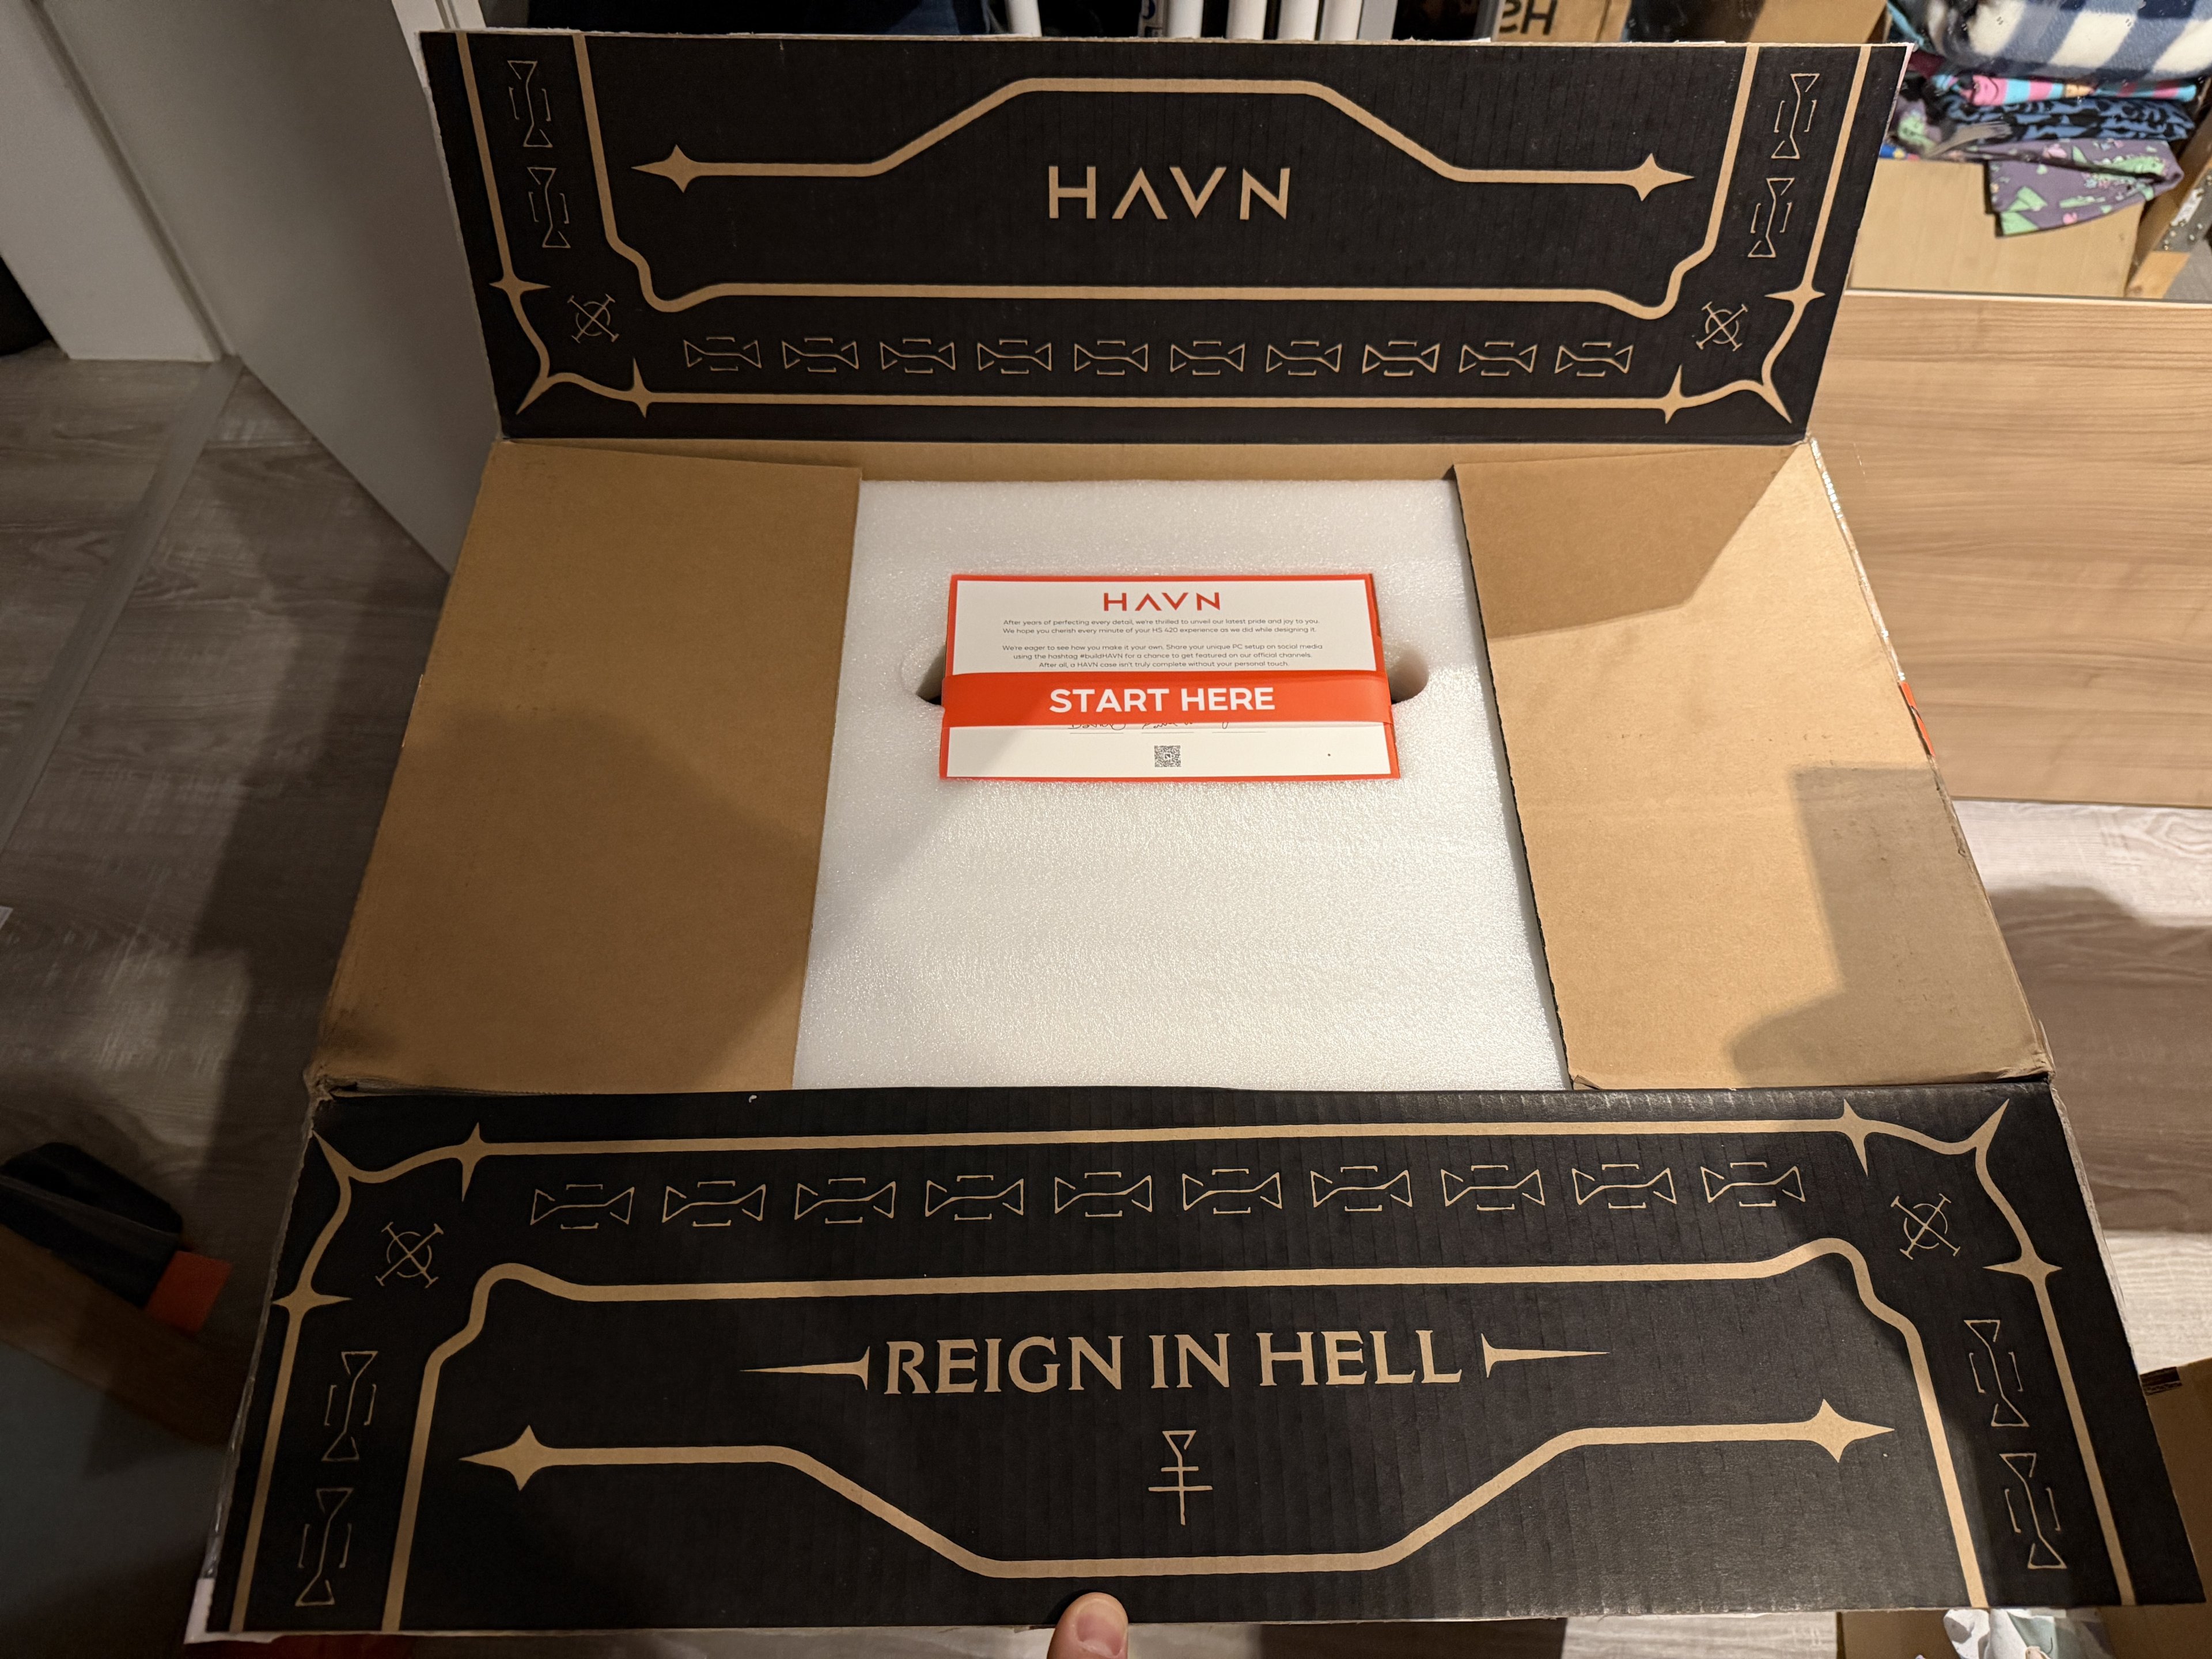 HS
HAVN
HAVN
After years of perfecting every detail, we're thrilled to unveil our latest pride and joy to you.
We hope you cherish every minute of your HS 420 experience as we did while designing it.
We're eager to see how you make it your own. Share your unique PC setup on social media
using the hashtag #buildHAVN for a chance to get featured on our official channels.
After all, a HAVN case isn't truly complete without your personal touch.
START HERE
REIGN IN HELL